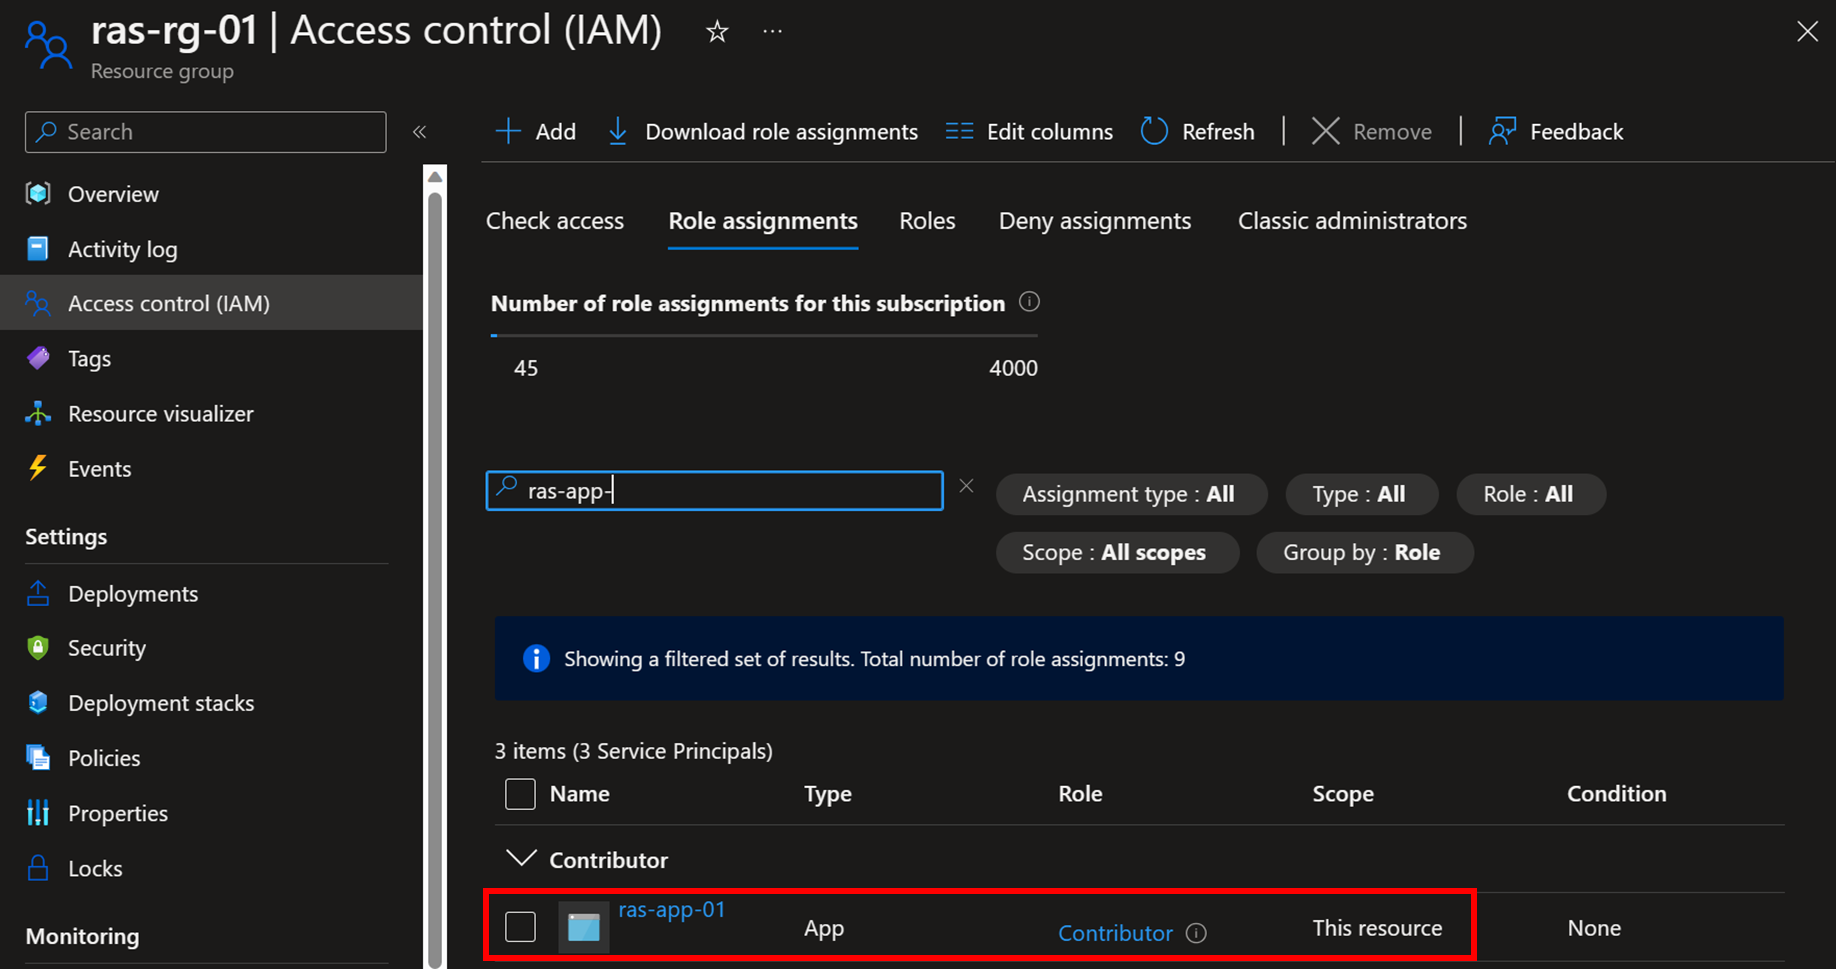 ras-rg-01 | Access control (IAM) ☆ ...
Resource group
Search «
Overview
Activity log
Access control (IAM)
Tags
Resource visualizer
Events
Settings
Deployments
Security
Deployment stacks
Policies
Properties
Locks
Monitoring
Add Download role assignments Edit columns Refresh | Remove | Feedback
Check access Role assignments Roles Deny assignments Classic administrators
Number of role assignments for this subscription
45 4000
ras-app-
Assignment type : All Type : All Role : All
Scope : All scopes Group by : Role
Showing a filtered set of results. Total number of role assignments: 9
3 items (3 Service Principals)
Name Type Role Scope Condition
Contributor
ras-app-01 App Contributor This resource None